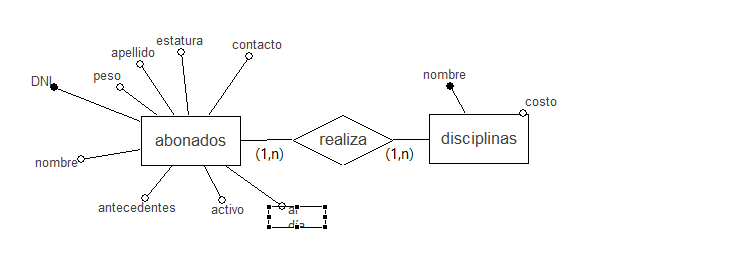 estatura
contacto
apellido
peso
DNI
nombre
costo
abonados
realiza
disciplinas
(1,n)
(1,n)
nombre
antecedentes
activo
al
día